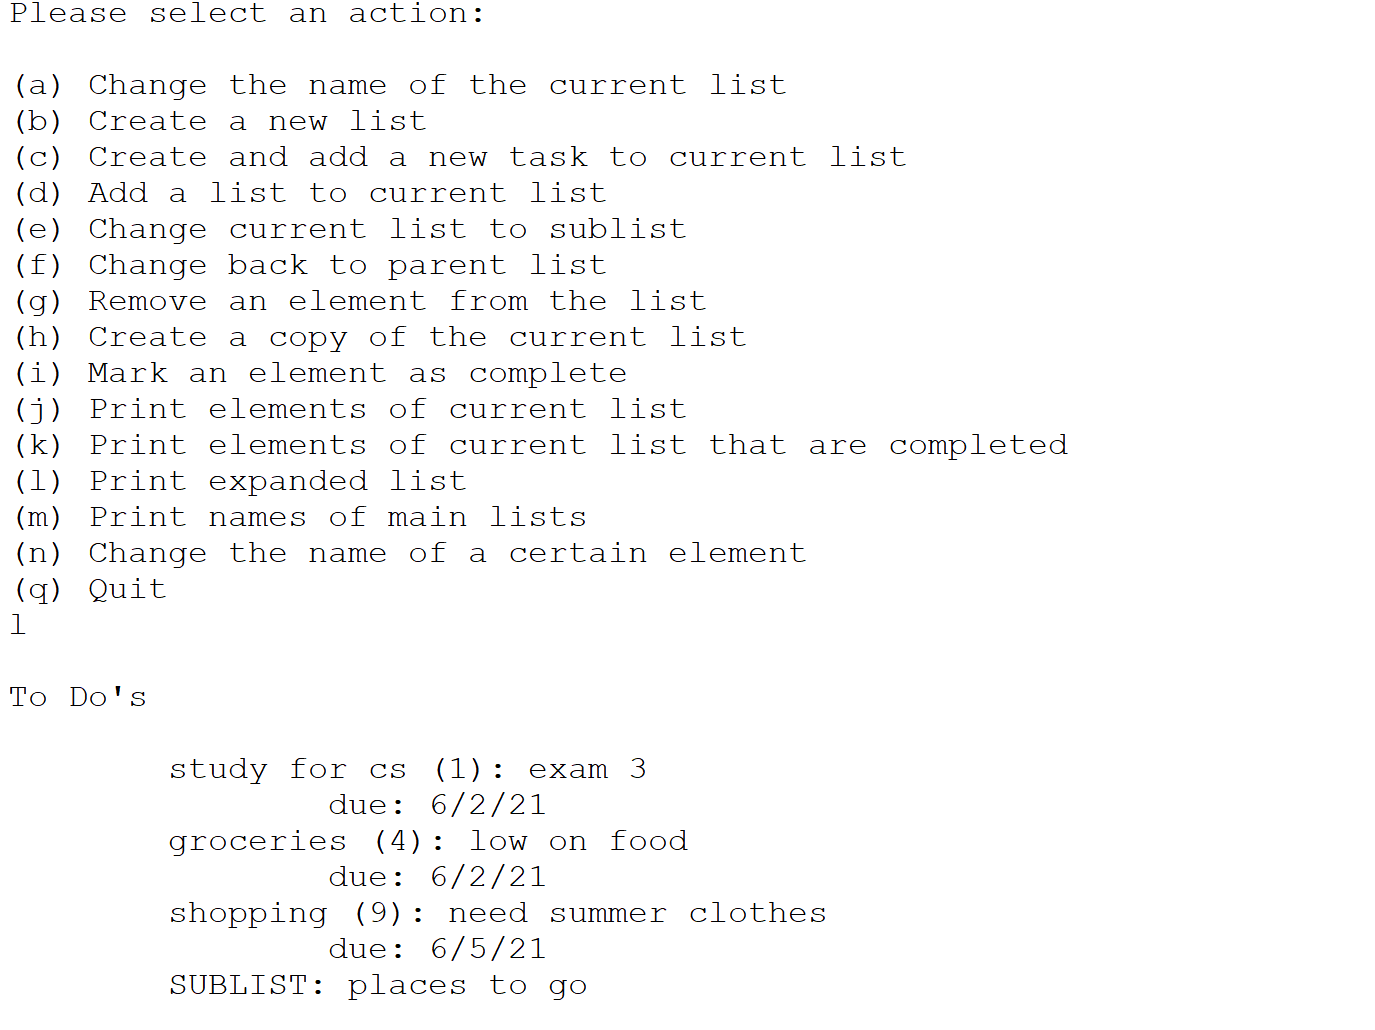 Please select an action:
(a) Change the name of the current list
(b) Create a new list
(c) Create and add a new task to current list
(d) Add a list to current list
(e) Change current list to sublist
(f) Change back to parent list
(g) Remove an element from the list
(h) Create a copy of the current list
(i) Mark an element as complete
(j) Print elements of current list
(k) Print elements of current list that are completed
(l) Print expanded list
(m) Print names of main lists
(n) Change the name of a certain element
(q) Quit
l
To Do's
study for cs (1): exam 3
due: 6/2/21
groceries (4): low on food
due: 6/2/21
shopping (9): need summer clothes
due: 6/5/21
SUBLIST: places to go